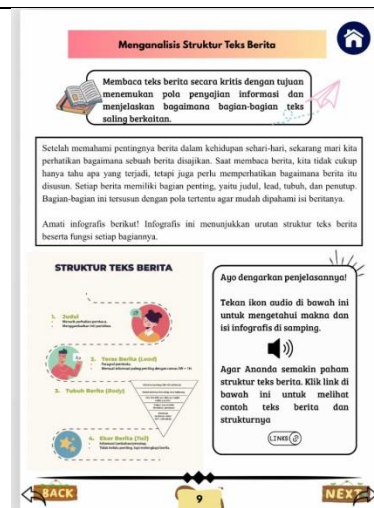 Menganalisis Struktur Teks Berita
Membaca teks berita secara kritis dengan tujuan
menemukan pola penyajian informasi dan
menjelaskan bagaimana bagian-bagian teks
saling berkaitan.
Setelah memahami pentingnya berita dalam kehidupan sehari-hari, sekarang mari kita
perhatikan bagaimana sebuah berita disajikan. Saat membaca berita, kita tidak cukup
hanya tahu apa yang terjadi, tetapi juga perlu memperhatikan bagaimana berita itu
disusun. Setiap berita memiliki bagian penting, yaitu judul, lead, tubuh, dan penutup.
Bagian-bagian ini tersusun dengan pola tertentu agar mudah dipahami isi beritanya.
Amati infografis berikut! Infografis ini menunjukkan urutan struktur teks berita
beserta fungsi setiap bagiannya.
STRUKTUR TEKS BERITA
1. Judul
2. Teras Berita (Lead)
3. Tubuh Berita (Body)
4. Ekor Berita (Tail)
Ayo dengarkan penjelasannya!
Tekan ikon audio di bawah ini
untuk mengetahui makna dan
isi infografis di samping.
Agar Ananda semakin paham
struktur teks berita. Klik link di
bawah ini untuk melihat
contoh teks berita dan
strukturnya
LINKS
BACK
9
NEXT